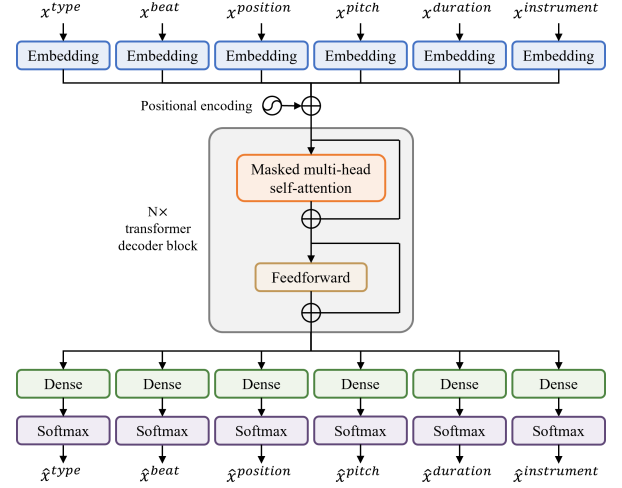 x^type x^beat x^position x^pitch x^duration x^instrument
Embedding Embedding Embedding Embedding Embedding Embedding
Positional encoding
Masked multi-head
self-attention
N×
transformer
decoder block
Feedforward
Dense Dense Dense Dense Dense Dense
Softmax Softmax Softmax Softmax Softmax Softmax
x̂^type x̂^beat x̂^position x̂^pitch x̂^duration x̂^instrument